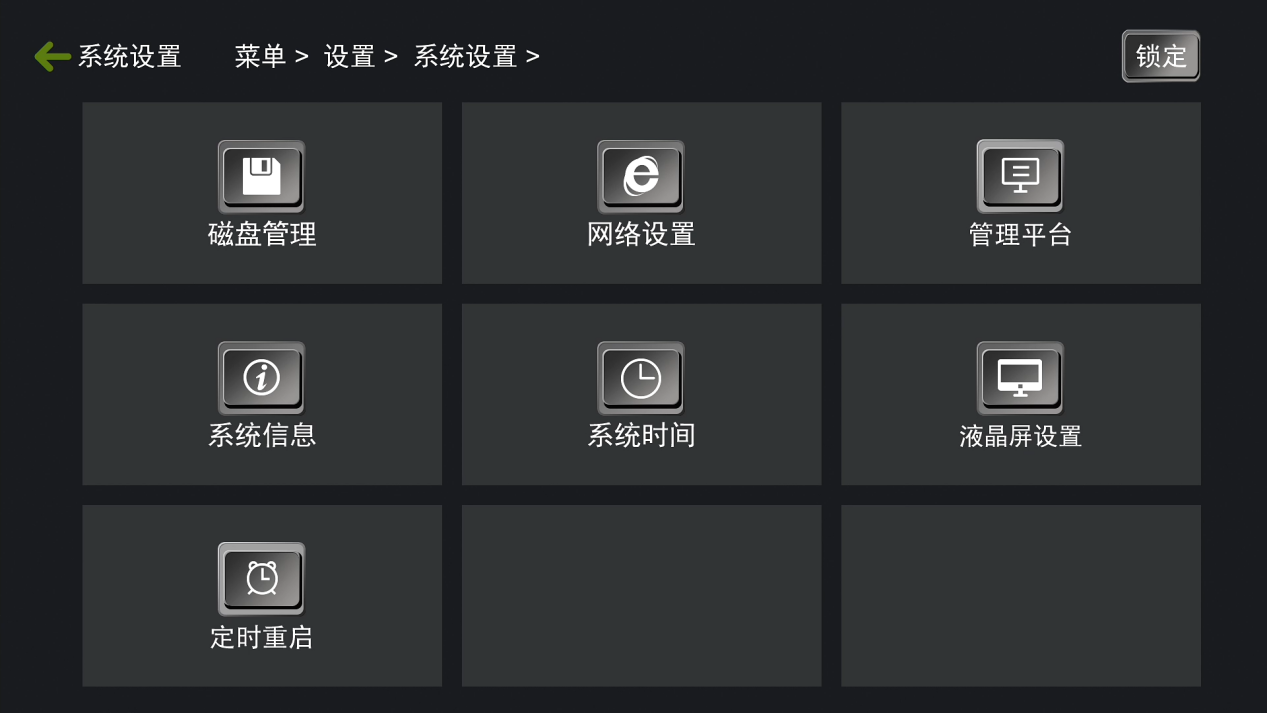 系统设置 菜单 > 设置 > 系统设置 >
锁定
磁盘管理
网络设置
管理平台
系统信息
系统时间
液晶屏设置
定时重启